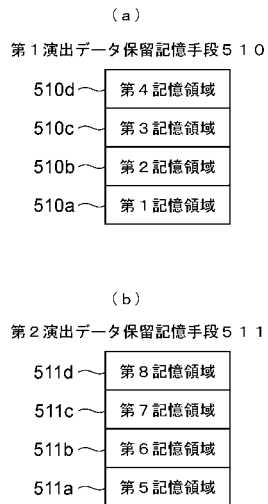 (a)
第1演出データ保留記憶手段510
510d 第4記憶領域
510c 第3記憶領域
510b 第2記憶領域
510a 第1記憶領域
(b)
第2演出データ保留記憶手段511
511d 第8記憶領域
511c 第7記憶領域
511b 第6記憶領域
511a 第5記憶領域